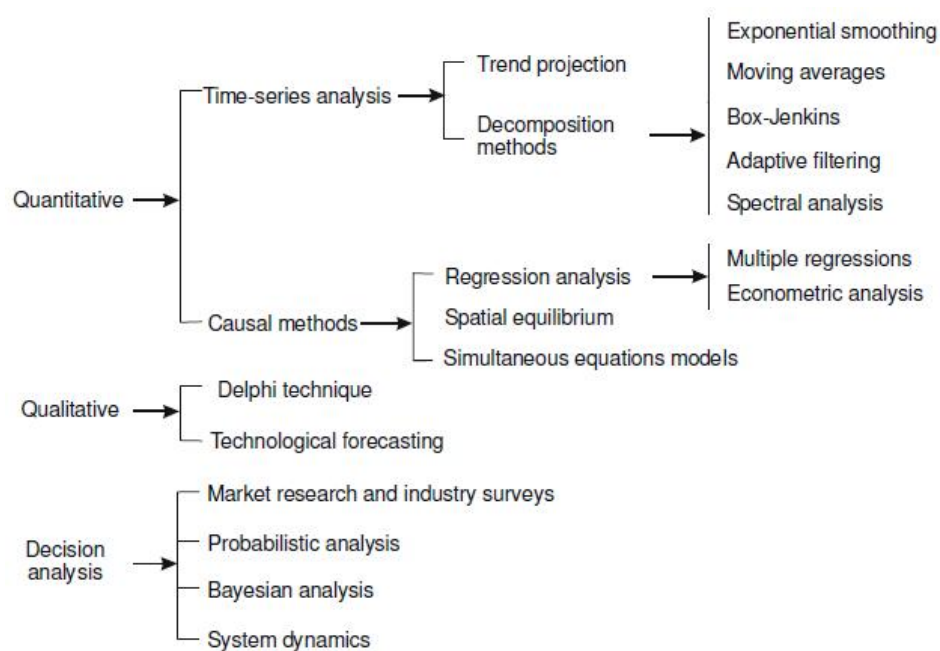 Exponential smoothing
Trend projection
Moving averages
Time-series analysis
Decomposition
methods
Box-Jenkins
Adaptive filtering
Quantitative
Spectral analysis
Multiple regressions
Regression analysis
Econometric analysis
Causal methods
Spatial equilibrium
Simultaneous equations models
Delphi technique
Qualitative
Technological forecasting
Market research and industry surveys
Probabilistic analysis
Decision
analysis
Bayesian analysis
System dynamics